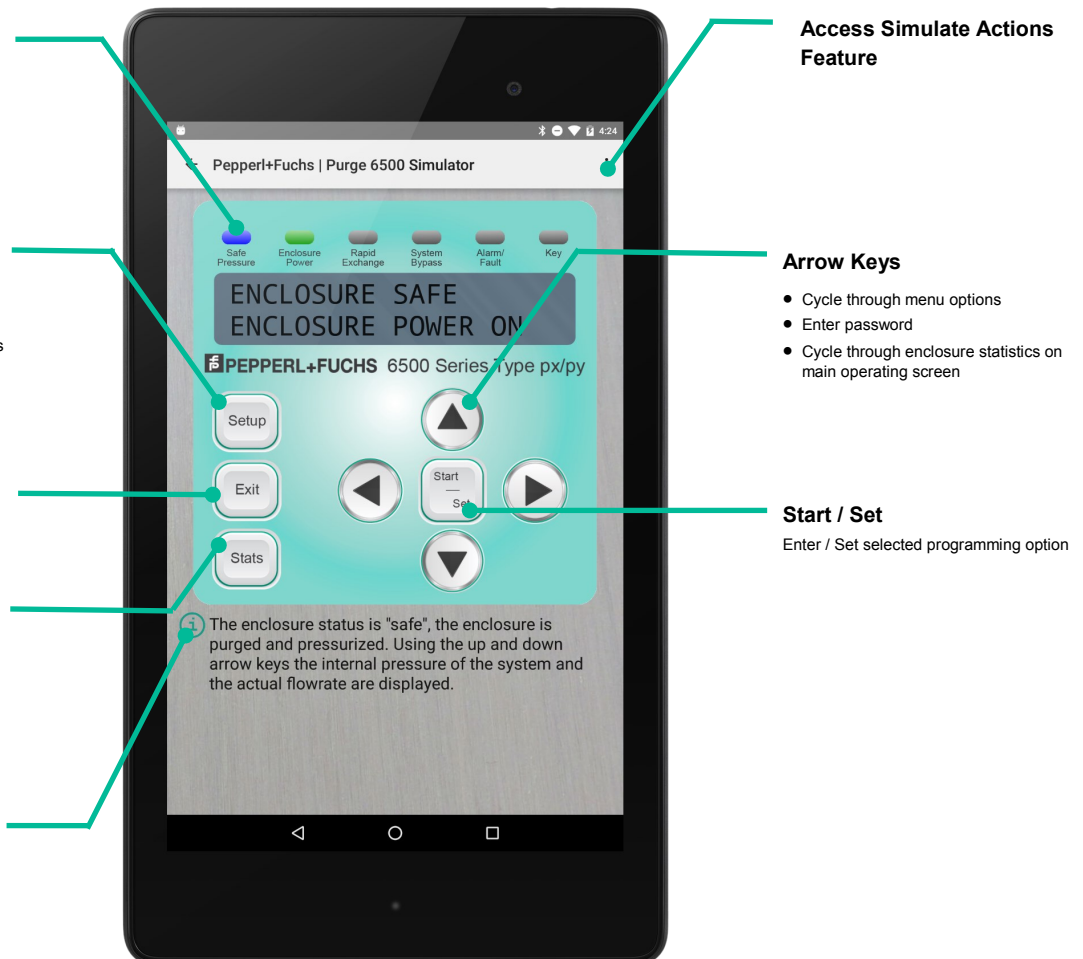 Access Simulate Actions
Feature
4:24
Pepperl+Fuchs | Purge 6500 Simulator
Safe
Pressure
Enclosure
Power
Rapid
Exchange
System
Bypass
Alarm/
Fault
Key
ENCLOSURE SAFE
ENCLOSURE POWER ON
PEPPERL+FUCHS 6500 Series Type px/py
Setup
Exit
Stats
Start
Set
Arrow Keys
• Cycle through menu options
• Enter password
• Cycle through enclosure statistics on
main operating screen
Start / Set
Enter / Set selected programming option
s
i
The enclosure status is "safe", the enclosure is
purged and pressurized. Using the up and down
arrow keys the internal pressure of the system and
the actual flowrate are displayed.